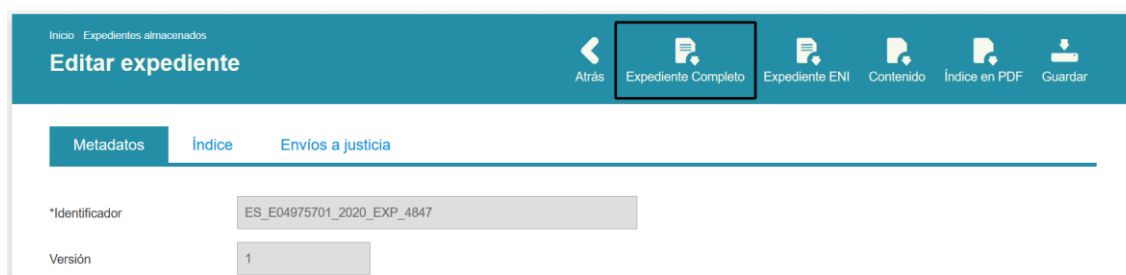 Inicio Expedientes almacenados
Editar expediente
Atrás Expediente Completo Expediente ENI Contenido Índice en PDF Guardar
Metadatos Índice Envíos a justicia
*Identificador ES_E04975701_2020_EXP_4847
Versión 1